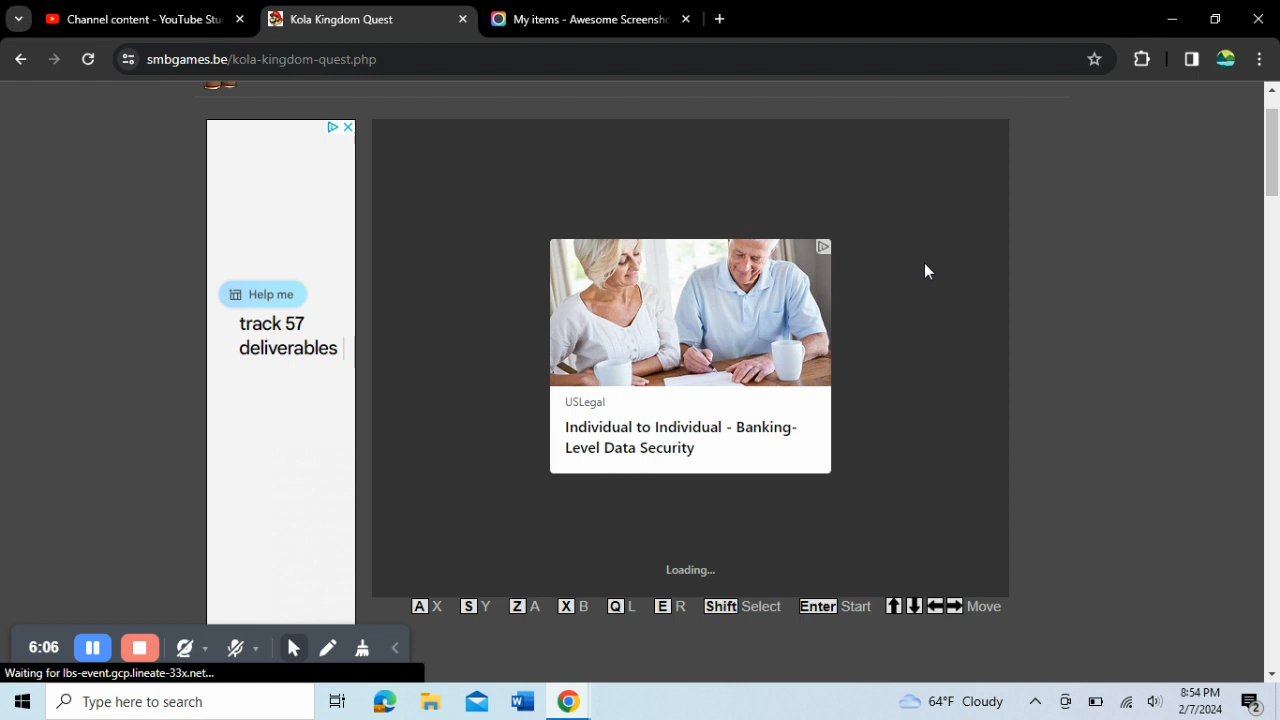 Channel content - YouTube Stu
Kola Kingdom Quest
My items - Awesome Screensho
smbgames.be/kola-kingdom-quest.php
Help me
track 57
deliverables
USLegal
Individual to Individual - Banking-
Level Data Security
Loading...
A X S Y Z A X B Q L E R Shift Select Enter Start Move
6:06
Waiting for lbs-event.gcp.lineate-33x.net...
Type here to search
64°F Cloudy
8:54 PM
2/7/2024
2